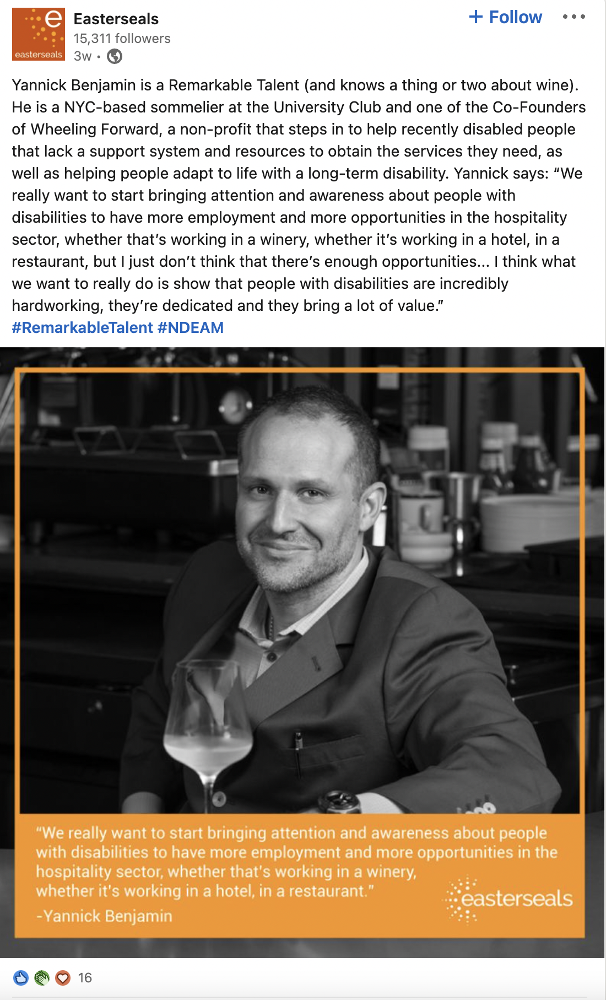 e
easterseals
Easterseals
+ Follow
15,311 followers
3w •
Yannick Benjamin is a Remarkable Talent (and knows a thing or two about wine).
He is a NYC-based sommelier at the University Club and one of the Co-Founders
of Wheeling Forward, a non-profit that steps in to help recently disabled people
that lack a support system and resources to obtain the services they need, as
well as helping people adapt to life with a long-term disability. Yannick says: “We
really want to start bringing attention and awareness about people with
disabilities to have more employment and more opportunities in the hospitality
sector, whether that’s working in a winery, whether it’s working in a hotel, in a
restaurant, but I just don’t think that there’s enough opportunities... I think what
we want to really do is show that people with disabilities are incredibly
hardworking, they’re dedicated and they bring a lot of value.”
#RemarkableTalent #NDEAM
“We really want to start bringing attention and awareness about people
with disabilities to have more employment and more opportunities in the
hospitality sector, whether that's working in a winery,
whether it's working in a hotel, in a restaurant.”
-Yannick Benjamin
easterseals
16